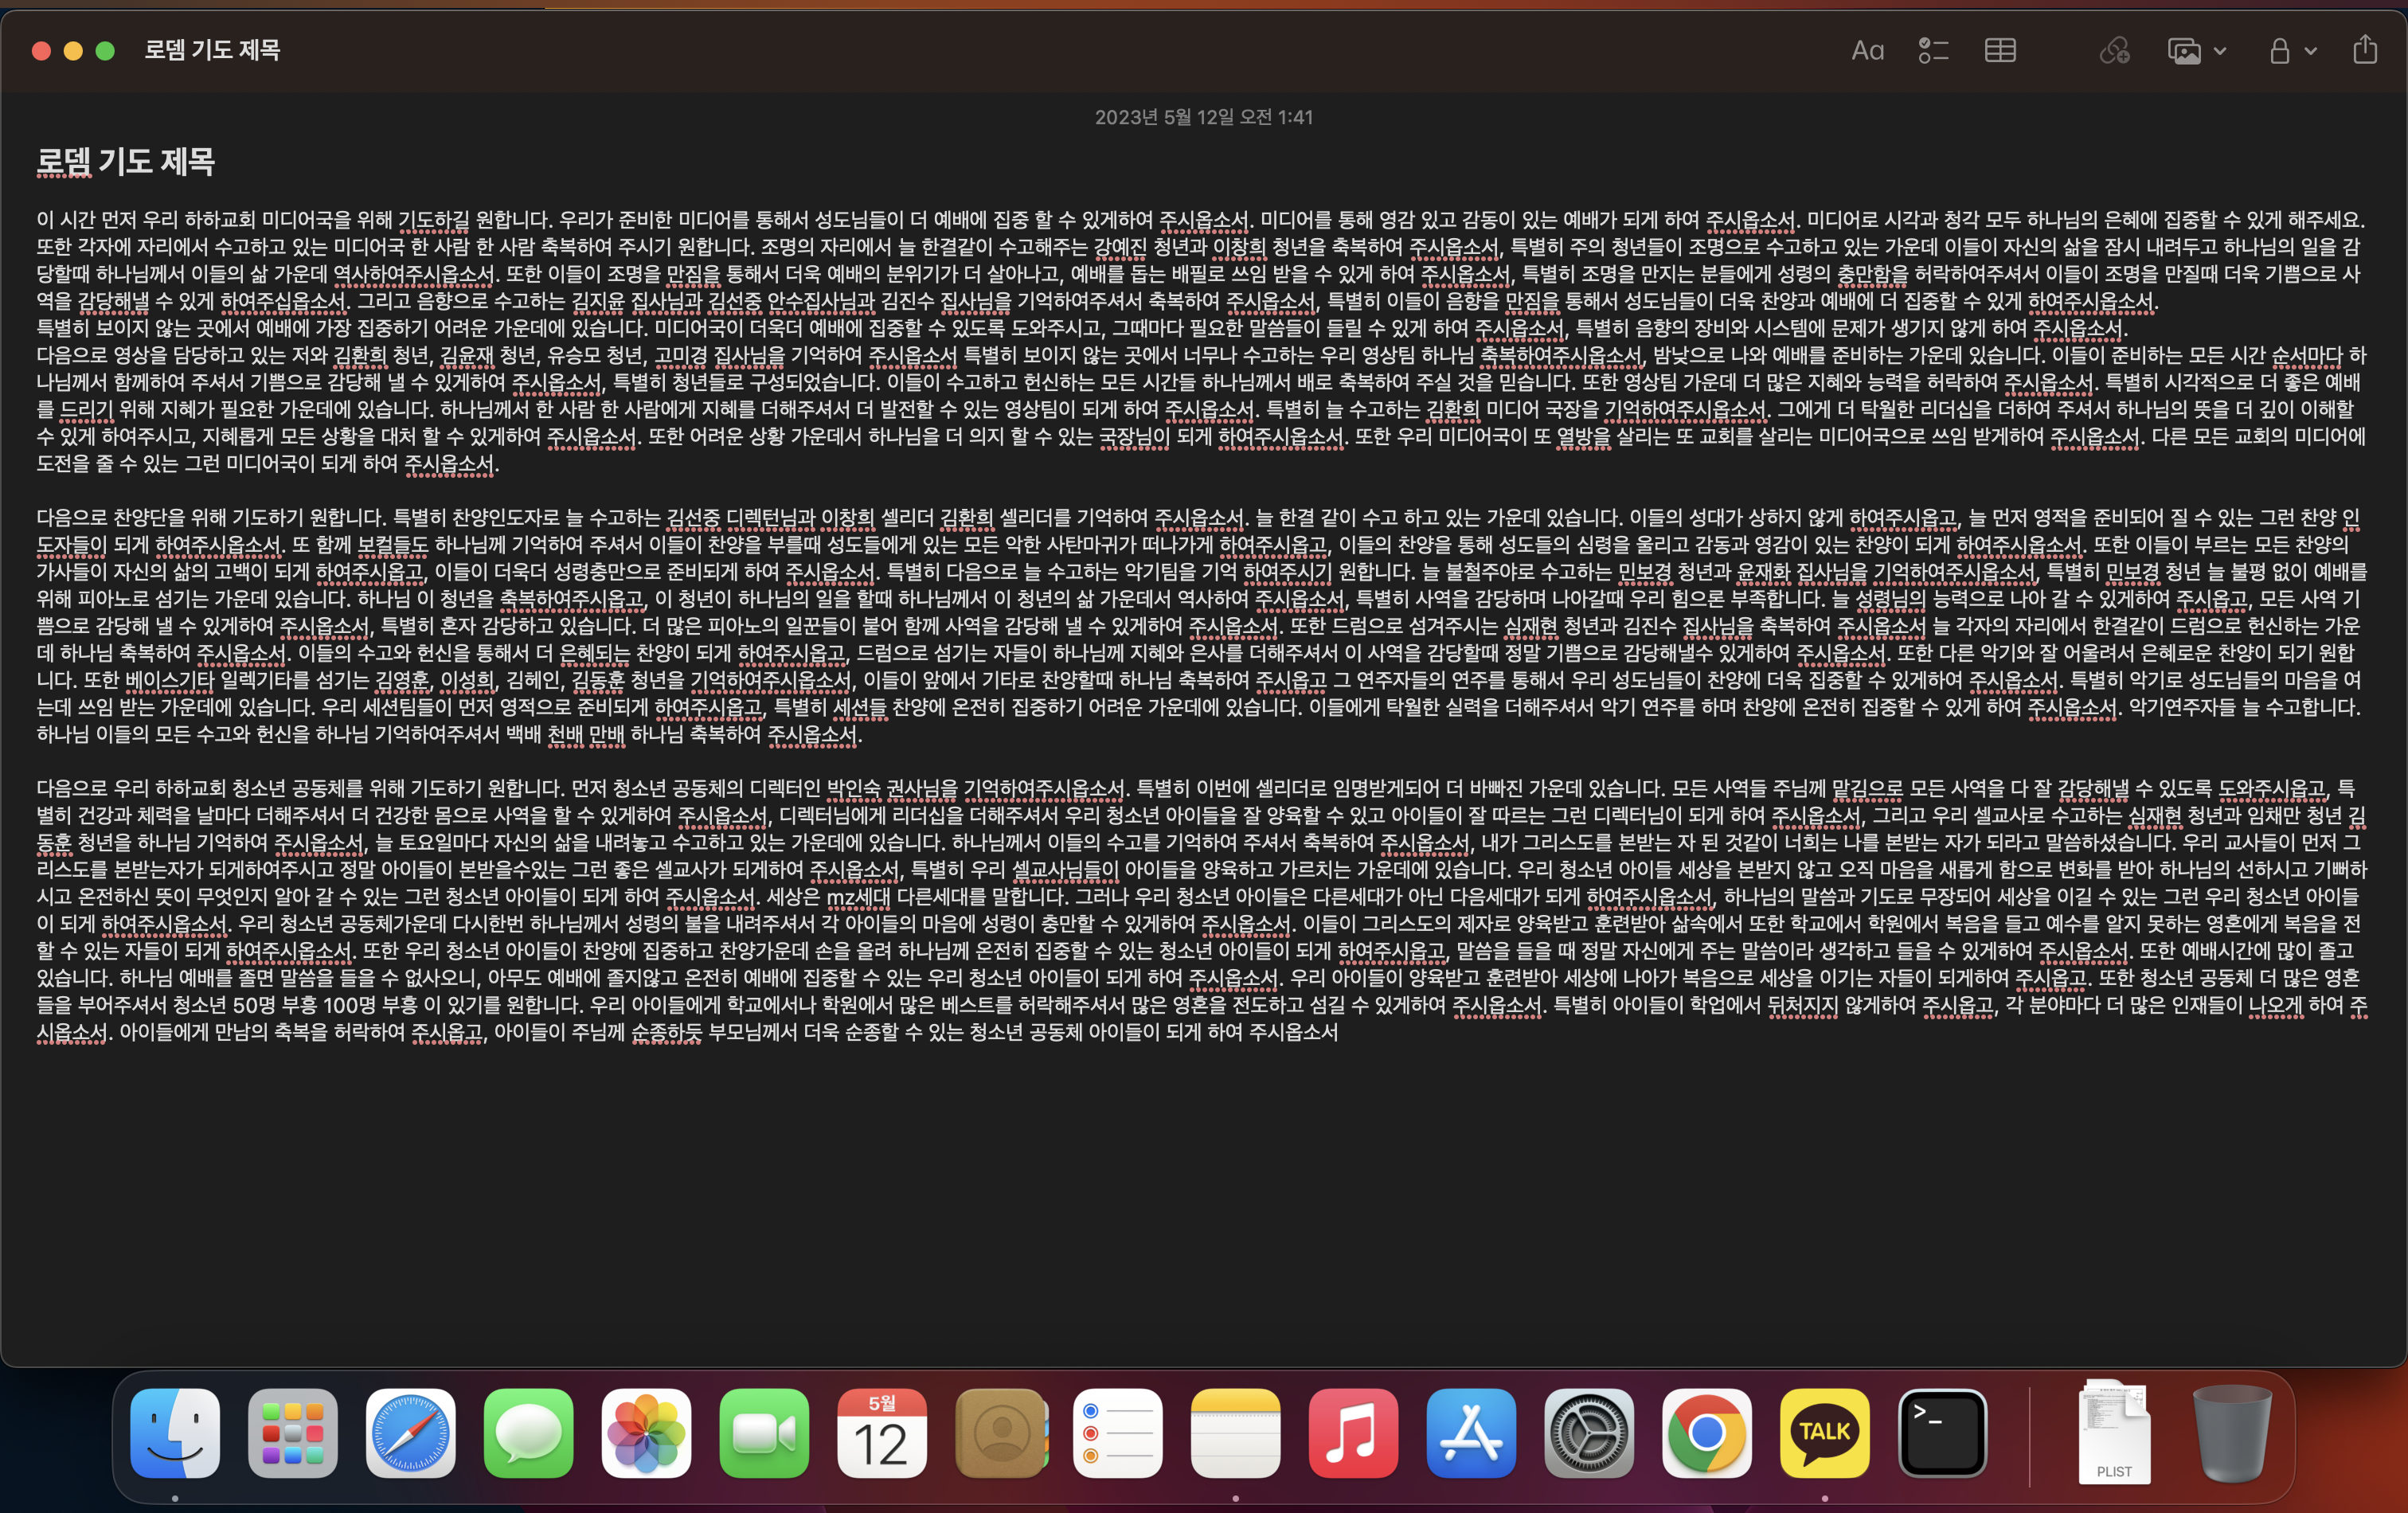 로뎀 기도 제목
Aa
2023년 5월 12일 오전 1:41
로뎀 기도 제목
이 시간 먼저 우리 하하교회 미디어국을 위해 기도하길 원합니다. 우리가 준비한 미디어를 통해서 성도님들이 더 예배에 집중 할 수 있게하여 주시옵소서. 미디어를 통해 영감 있고 감동이 있는 예배가 되게 하여 주시옵소서. 미디어로 시각과 청각 모두 하나님의 은혜에 집중할 수 있게 해주세요.
또한 각자에 자리에서 수고하고 있는 미디어국 한 사람 한 사람 축복하여 주시기 원합니다. 조명의 자리에서 늘 한결같이 수고해주는 강예진 청년과 이창희 청년을 축복하여 주시옵소서, 특별히 주의 청년들이 조명으로 수고하고 있는 가운데 이들이 자신의 삶을 잠시 내려두고 하나님의 일을 감
당할때 하나님께서 이들의 삶 가운데 역사하여주시옵소서. 또한 이들이 조명을 만짐을 통해서 더욱 예배의 분위기가 더 살아나고, 예배를 돕는 배필로 쓰임 받을 수 있게 하여 주시옵소서, 특별히 조명을 만지는 분들에게 성령의 충만함을 허락하여주셔서 이들이 조명을 만질때 더욱 기쁨으로 사
역을 감당해낼 수 있게 하여주십옵소서. 그리고 음향으로 수고하는 김지윤 집사님과 김선중 안수집사님과 김진수 집사님을 기억하여주셔서 축복하여 주시옵소서, 특별히 이들이 음향을 만짐을 통해서 성도님들이 더욱 찬양과 예배에 더 집중할 수 있게 하여주시옵소서.
특별히 보이지 않는 곳에서 예배에 가장 집중하기 어려운 가운데에 있습니다. 미디어국이 더욱더 예배에 집중할 수 있도록 도와주시고, 그때마다 필요한 말씀들이 들릴 수 있게 하여 주시옵소서, 특별히 음향의 장비와 시스템에 문제가 생기지 않게 하여 주시옵소서.
다음으로 영상을 담당하고 있는 저와 김환희 청년, 김윤재 청년, 유승모 청년, 고미경 집사님을 기억하여 주시옵소서 특별히 보이지 않는 곳에서 너무나 수고하는 우리 영상팀 하나님 축복하여주시옵소서, 밤낮으로 나와 예배를 준비하는 가운데 있습니다. 이들이 준비하는 모든 시간 순서마다 하
나님께서 함께하여 주셔서 기쁨으로 감당해 낼 수 있게하여 주시옵소서, 특별히 청년들로 구성되었습니다. 이들이 수고하고 헌신하는 모든 시간들 하나님께서 배로 축복하여 주실 것을 믿습니다. 또한 영상팀 가운데 더 많은 지혜와 능력을 허락하여 주시옵소서. 특별히 시각적으로 더 좋은 예배
를 드리기 위해 지혜가 필요한 가운데에 있습니다. 하나님께서 한 사람 한 사람에게 지혜를 더해주셔서 더 발전할 수 있는 영상팀이 되게 하여 주시옵소서. 특별히 늘 수고하는 김환희 미디어 국장을 기억하여주시옵소서. 그에게 더 탁월한 리더십을 더하여 주셔서 하나님의 뜻을 더 깊이 이해할
수 있게 하여주시고, 지혜롭게 모든 상황을 대처 할 수 있게하여 주시옵소서. 또한 어려운 상황 가운데서 하나님을 더 의지 할 수 있는 국장님이 되게 하여주시옵소서. 또한 우리 미디어국이 또 열방을 살리는 또 교회를 살리는 미디어국으로 쓰임 받게하여 주시옵소서. 다른 모든 교회의 미디어에
도전을 줄 수 있는 그런 미디어국이 되게 하여 주시옵소서.
다음으로 찬양단을 위해 기도하기 원합니다. 특별히 찬양인도자로 늘 수고하는 김선중 디렉턴님과 이창희 셀리더 김환희 셀리더를 기억하여 주시옵소서. 늘 한결 같이 수고 하고 있는 가운데 있습니다. 이들의 성대가 상하지 않게 하여주시옵고, 늘 먼저 영적을 준비되어 질 수 있는 그런 찬양 인
도자들이 되게 하여주시옵소서. 또 함께 보컬들도 하나님께 기억하여 주셔서 이들이 찬양을 부를때 성도들에게 있는 모든 악한 사탄마귀가 떠나가게 하여주시옵고, 이들의 찬양을 통해 성도들의 심령을 울리고 감동과 영감이 있는 찬양이 되게 하여주시옵소서. 또한 이들이 부르는 모든 찬양의
가사들이 자신의 삶의 고백이 되게 하여주시옵고, 이들이 더욱더 성령충만으로 준비되게 하여 주시옵소서. 특별히 다음으로 늘 수고하는 악기팀을 기억 하여주시기 원합니다. 늘 불철주야로 수고하는 민보경 청년과 윤재화 집사님을 기억하여주시옵소서, 특별히 민보경 청년 늘 불평 없이 예배를
위해 피아노로 섬기는 가운데 있습니다. 하나님 이 청년을 축복하여주시옵고, 이 청년이 하나님의 일을 할때 하나님께서 이 청년의 삶 가운데서 역사하여 주시옵소서, 특별히 사역을 감당하며 나아갈때 우리 힘으론 부족합니다. 늘 성령님의 능력으로 나아 갈 수 있게하여 주시옵고, 모든 사역 기
쁨으로 감당해 낼 수 있게하여 주시옵소서, 특별히 혼자 감당하고 있습니다. 더 많은 피아노의 일꾼들이 붙어 함께 사역을 감당해 낼 수 있게하여 주시옵소서. 또한 드럼으로 섬겨주시는 심재현 청년과 김진수 집사님을 축복하여 주시옵소서 늘 각자의 자리에서 한결같이 드럼으로 헌신하는 가운
데 하나님 축복하여 주시옵소서. 이들의 수고와 헌신을 통해서 더 은혜되는 찬양이 되게 하여주시옵고, 드럼으로 섬기는 자들이 하나님께 지혜와 은사를 더해주셔서 이 사역을 감당할때 정말 기쁨으로 감당해낼수 있게하여 주시옵소서. 또한 다른 악기와 잘 어울려서 은혜로운 찬양이 되기 원합
니다. 또한 베이스기타 일렉기타를 섬기는 김영훈, 이성희, 김헤인, 김동훈 청년을 기억하여주시옵소서, 이들이 앞에서 기타로 찬양할때 하나님 축복하여 주시옵고 그 연주자들의 연주를 통해서 우리 성도님들이 찬양에 더욱 집중할 수 있게하여 주시옵소서. 특별히 악기로 성도님들의 마음을 여
는데 쓰임 받는 가운데에 있습니다. 우리 세션팀들이 먼저 영적으로 준비되게 하여주시옵고, 특별히 세션들 찬양에 온전히 집중하기 어려운 가운데에 있습니다. 이들에게 탁월한 실력을 더해주셔서 악기 연주를 하며 찬양에 온전히 집중할 수 있게 하여 주시옵소서. 악기연주자들 늘 수고합니다.
하나님 이들의 모든 수고와 헌신을 하나님 기억하여주셔서 백배 천배 만배 하나님 축복하여 주시옵소서.
다음으로 우리 하하교회 청소년 공동체를 위해 기도하기 원합니다. 먼저 청소년 공동체의 디렉터인 박인숙 권사님을 기억하여주시옵소서. 특별히 이번에 셀리더로 임명받게되어 더 바빠진 가운데 있습니다. 모든 사역들 주님께 맡김으로 모든 사역을 다 잘 감당해낼 수 있도록 도와주시옵고, 특
별히 건강과 체력을 날마다 더해주셔서 더 건강한 몸으로 사역을 할 수 있게하여 주시옵소서, 디렉터님에게 리더십을 더해주셔서 우리 청소년 아이들을 잘 양육할 수 있고 아이들이 잘 따르는 그런 디렉터님이 되게 하여 주시옵소서, 그리고 우리 셀교사로 수고하는 심재현 청년과 임채만 청년 김
동훈 청년을 하나님 기억하여 주시옵소서, 늘 토요일마다 자신의 삶을 내려놓고 수고하고 있는 가운데에 있습니다. 하나님께서 이들의 수고를 기억하여 주셔서 축복하여 주시옵소서, 내가 그리스도를 본받는 자 된 것같이 너희는 나를 본받는 자가 되라고 말씀하셨습니다. 우리 교사들이 먼저 그
리스도를 본받는자가 되게하여주시고 정말 아이들이 본받을수있는 그런 좋은 셀교사가 되게하여 주시옵소서, 특별히 우리 셀교사님들이 아이들을 양육하고 가르치는 가운데에 있습니다. 우리 청소년 아이들 세상을 본받지 않고 오직 마음을 새롭게 함으로 변화를 받아 하나님의 선하시고 기뻐하
시고 온전하신 뜻이 무엇인지 알아 갈 수 있는 그런 청소년 아이들이 되게 하여 주시옵소서. 세상은 mz세대 다른세대를 말합니다. 그러나 우리 청소년 아이들은 다른세대가 아닌 다음세대가 되게 하여주시옵소서, 하나님의 말씀과 기도로 무장되어 세상을 이길 수 있는 그런 우리 청소년 아이들
이 되게 하여주시옵소서. 우리 청소년 공동체가운데 다시한번 하나님께서 성령의 불을 내려주셔서 각 아이들의 마음에 성령이 충만할 수 있게하여 주시옵소서. 이들이 그리스도의 제자로 양육받고 훈련받아 삶속에서 또한 학교에서 학원에서 복음을 들고 예수를 알지 못하는 영혼에게 복음을 전
할 수 있는 자들이 되게 하여주시옵소서. 또한 우리 청소년 아이들이 찬양에 집중하고 찬양가운데 손을 올려 하나님께 온전히 집중할 수 있는 청소년 아이들이 되게 하여주시옵고, 말씀을 들을 때 정말 자신에게 주는 말씀이라 생각하고 들을 수 있게하여 주시옵소서. 또한 예배시간에 많이 졸고
있습니다. 하나님 예배를 졸면 말씀을 들을 수 없사오니, 아무도 예배에 졸지않고 온전히 예배에 집중할 수 있는 우리 청소년 아이들이 되게 하여 주시옵소서. 우리 아이들이 양육받고 훈련받아 세상에 나아가 복음으로 세상을 이기는 자들이 되게하여 주시옵고. 또한 청소년 공동체 더 많은 영혼
들을 부어주셔서 청소년 50명 부흥 100명 부흥 이 있기를 원합니다. 우리 아이들에게 학교에서나 학원에서 많은 베스트를 허락해주셔서 많은 영혼을 전도하고 섬길 수 있게하여 주시옵소서. 특별히 아이들이 학업에서 뒤처지지 않게하여 주시옵고, 각 분야마다 더 많은 인재들이 나오게 하여 주
시옵소서. 아이들에게 만남의 축복을 허락하여 주시옵고, 아이들이 주님께 순종하듯 부모님께서 더욱 순종할 수 있는 청소년 공동체 아이들이 되게 하여 주시옵소서
5월
12
TALK
>_
PLIST